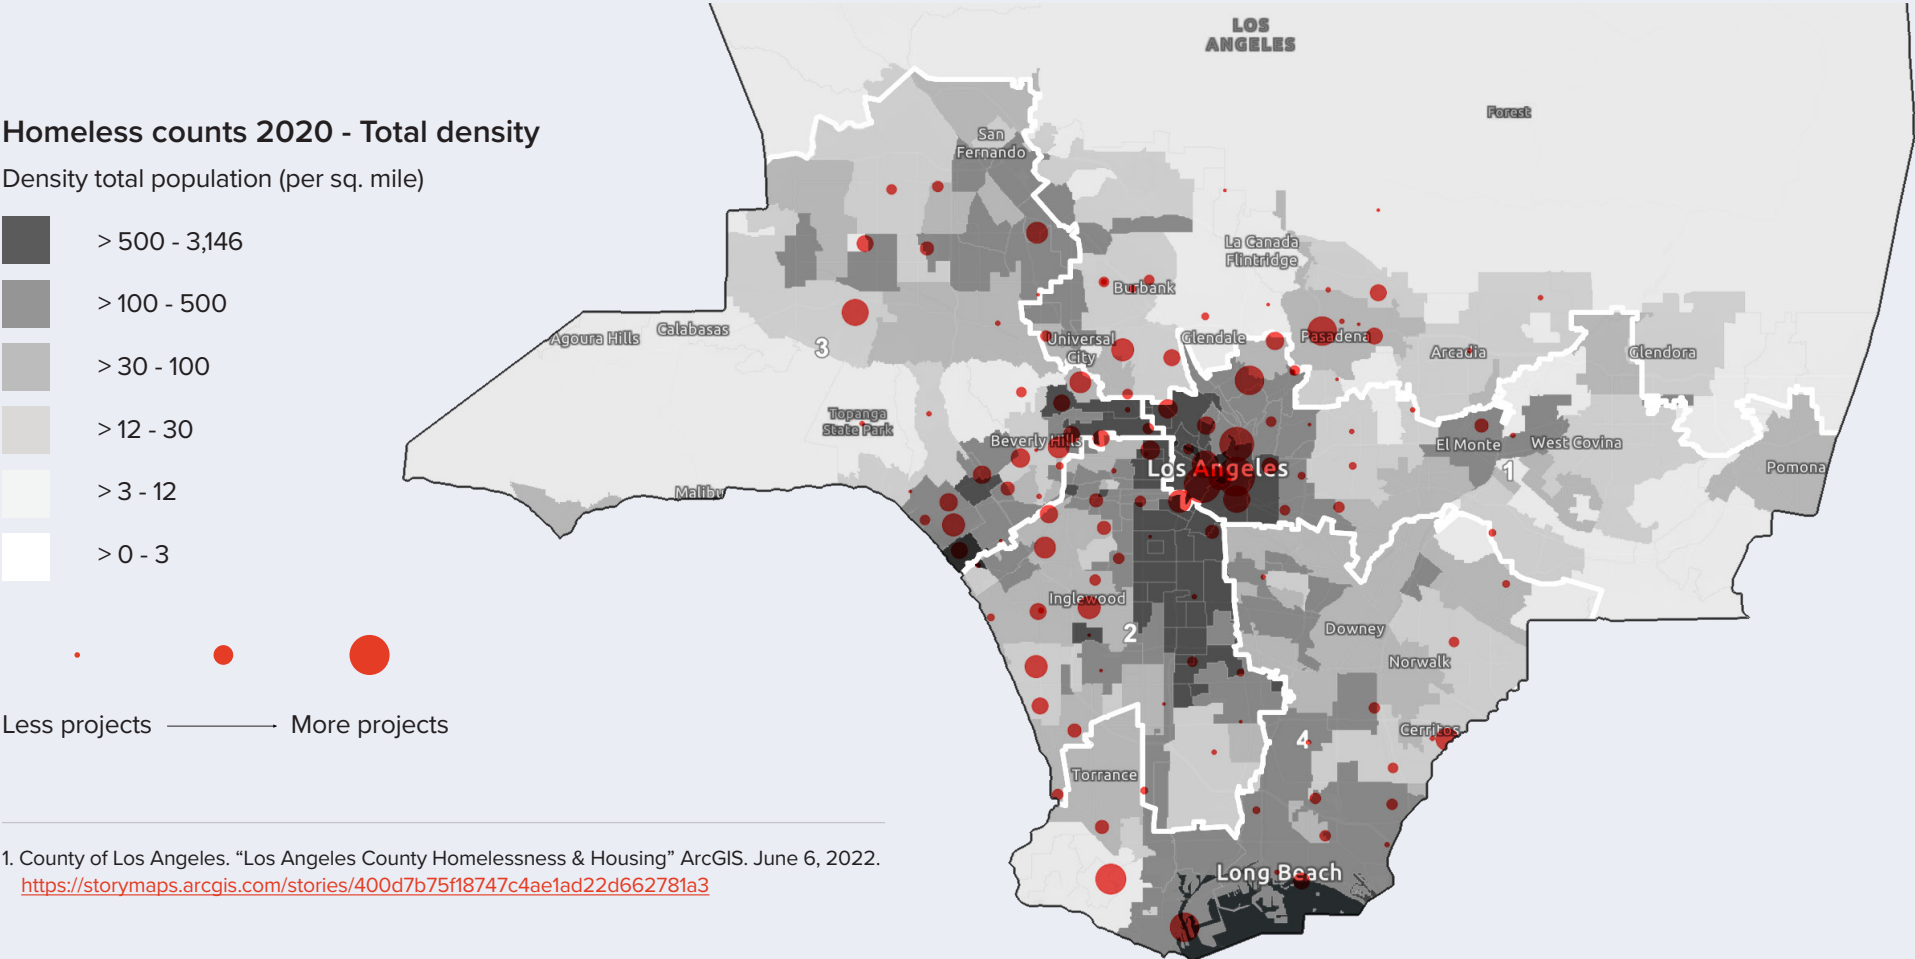 LOS
ANGELES
Forest
Homeless counts 2020 - Total density
San
Fernando
Density total population (per sq. mile)
> 500 - 3,146
La Canada
Flintridge
Burbank
> 100 - 500
Agoura Hills
Calabasas
3
Universal
City
Glendale
Pasadena
Arcadia
Glendora
> 30 - 100
Topanga
State Park
> 12 - 30
Beverly Hills
El Monte
West Covina
Los Angeles
1
Pomona
> 3 - 12
Malibu
> 0 - 3
Inglewood
2
Downey
Norwalk
Less projects
More projects
Cerritos
4
Torrance
1. County of Los Angeles. “Los Angeles County Homelessness & Housing” ArcGIS. June 6, 2022.
https://storymaps.arcgis.com/stories/400d7b75f18747c4ae1ad22d662781a3
Long Beach